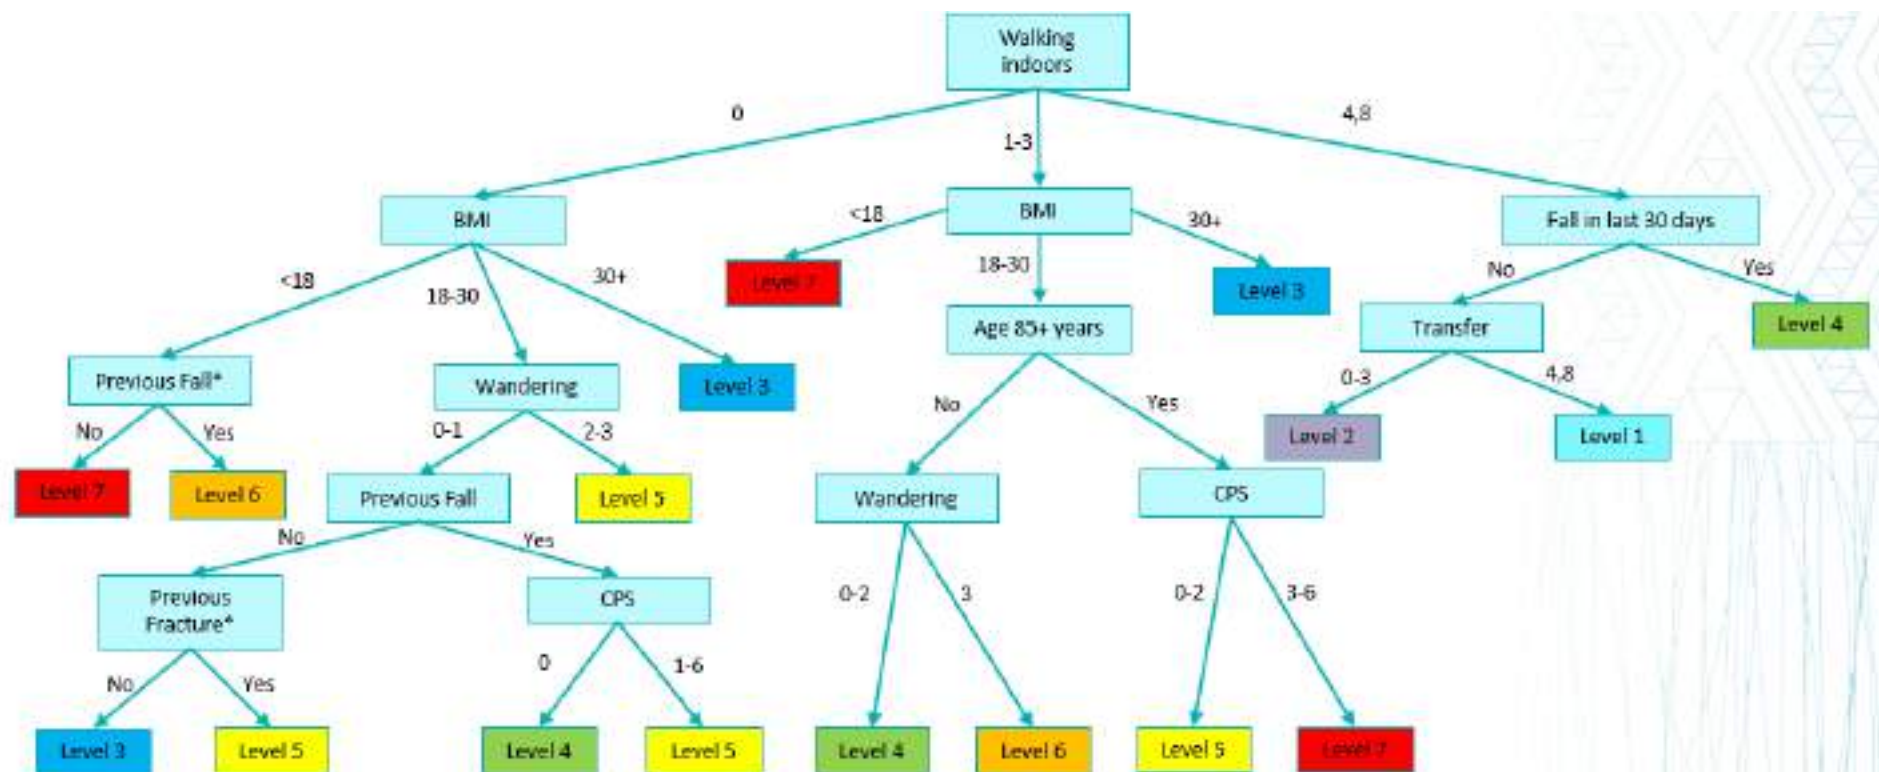 Walking
indoors
0
1-3
4,8
BMI
BMI
Fall in last 30 days
<18
18-30
30+
<18
18-30
30+
No
Yes
Level 7
Level 3
Age 85+ years
Transfer
Level 4
Previous Fall*
Wandering
Level 3
No
Yes
0-1
2-3
No
Yes
0-3
4,8
Level 2
Level 1
Level 7
Level 6
Previous Fall
Level 5
Wandering
CPS
No
Yes
Previous
Fracture*
CPS
0-2
3
0-2
3-6
No
Yes
0
1-6
Level 3
Level 5
Level 4
Level 5
Level 4
Level 6
Level 5
Level 7